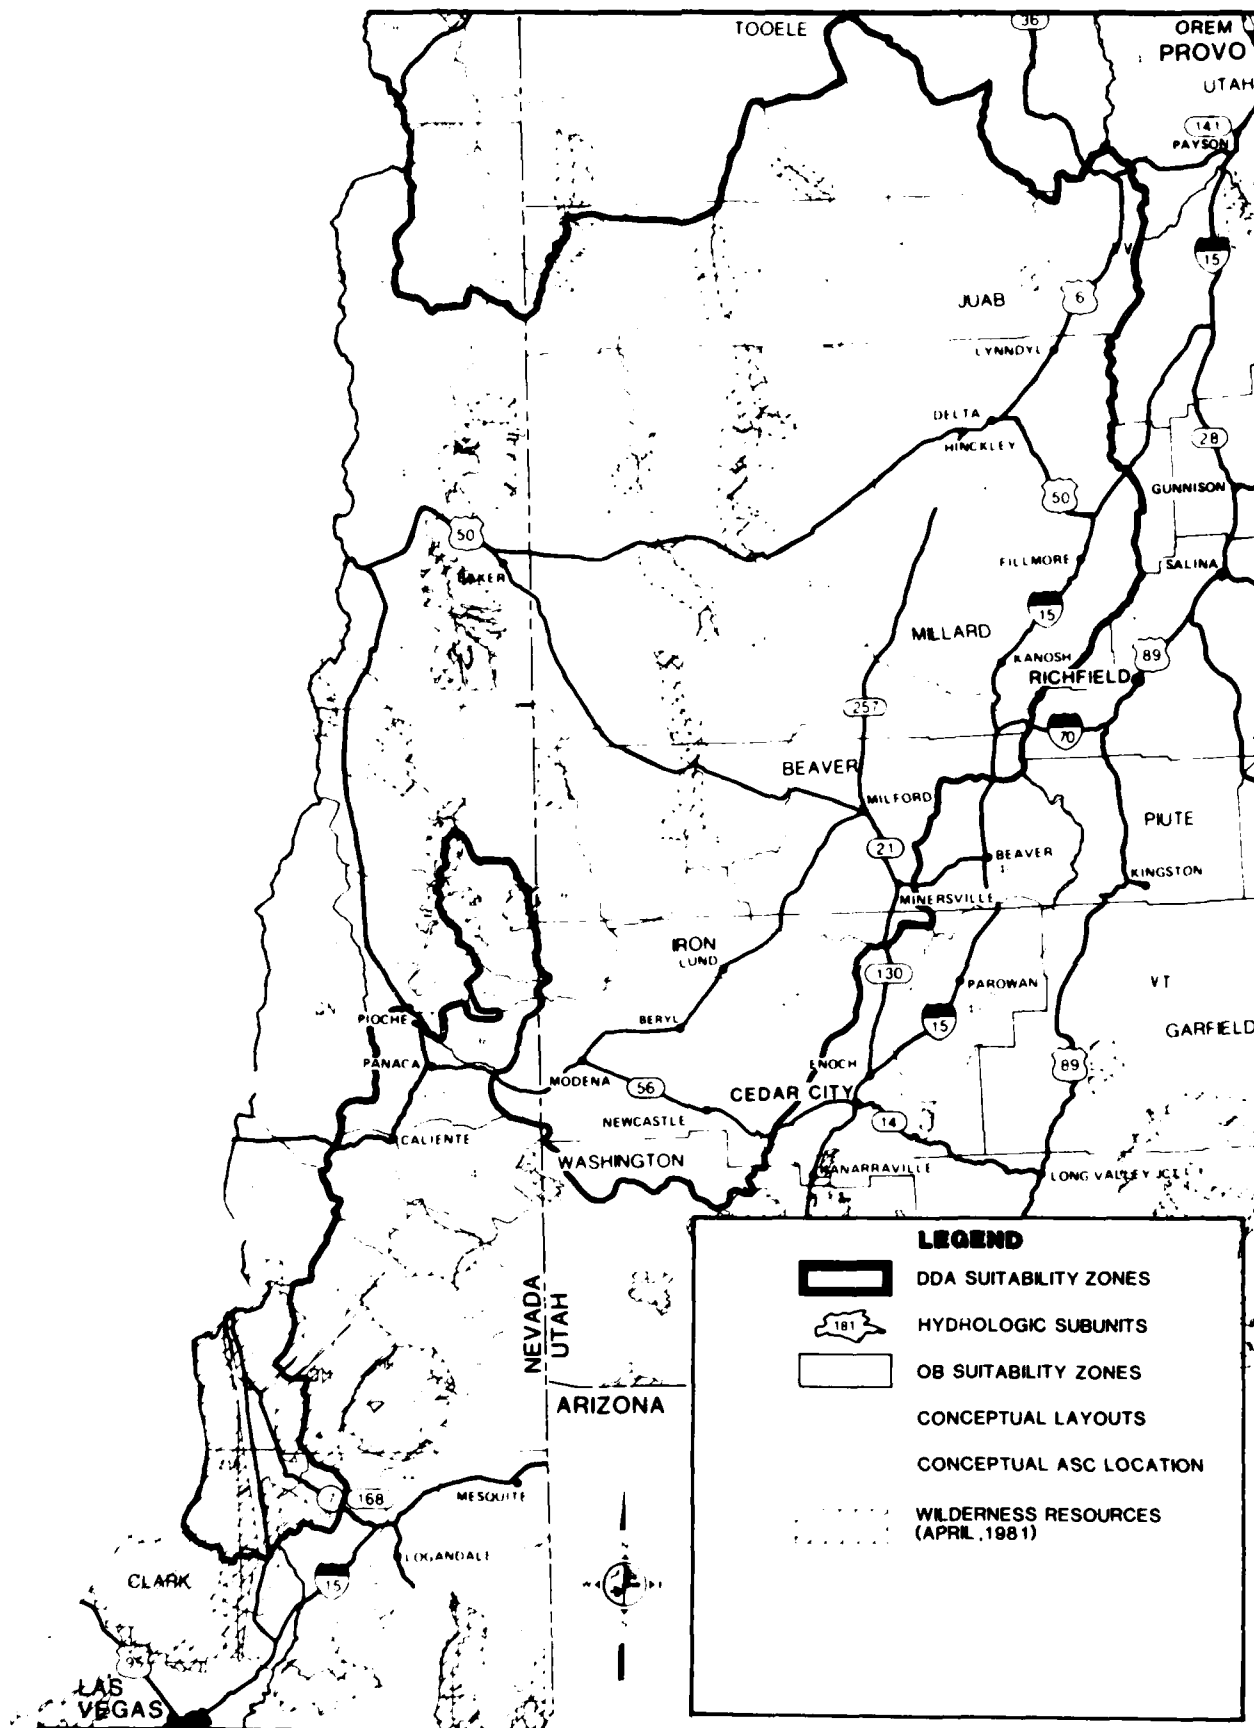 TOOELE
36
OREM
PROVO
UTAH
141
PAYSON
15
JUAB
6
LYNNDYL
DELTA
HINCKLEY
28
50
GUNNISON
50
BAKER
FILLMORE
SALINA
15
MILLARD
KANOSH
89
RICHFIELD
257
70
BEAVER
MILFORD
PIUTE
21
BEAVER
KINGSTON
MINERSVILLE
IRON
LUND
130
PAROWAN
VT
PIOCHE
BERYL
15
GARFIELD
PANACA
ENOCH
89
MODENA
56
CEDAR CITY
NEWCASTLE
14
CALIENTE
WASHINGTON
KANARRAVILLE
LONG VALLEY JCT.
NEVADA
UTAH
ARIZONA
7
168
MESQUITE
LOGANDALE
CLARK
15
95
LAS
VEGAS
LEGEND
DDA SUITABILITY ZONES
181
HYDROLOGIC SUBUNITS
OB SUITABILITY ZONES
CONCEPTUAL LAYOUTS
CONCEPTUAL ASC LOCATION
WILDERNESS RESOURCES
(APRIL, 1981)